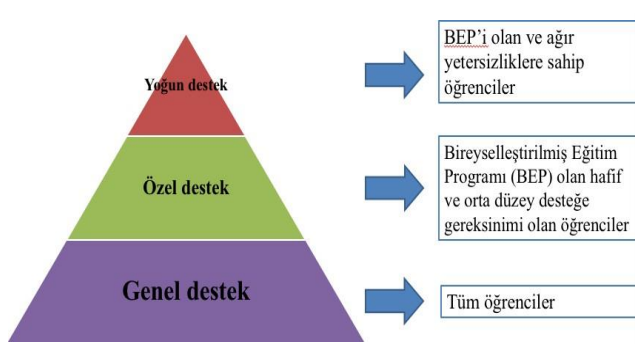 Yoğun destek
BEP’i olan ve ağır
yetersizliklere sahip
öğrenciler
Özel destek
Bireyselleştirilmiş Eğitim
Programı (BEP) olan hafif
ve orta düzey desteğe
gereksinimi olan öğrenciler
Genel destek
Tüm öğrenciler